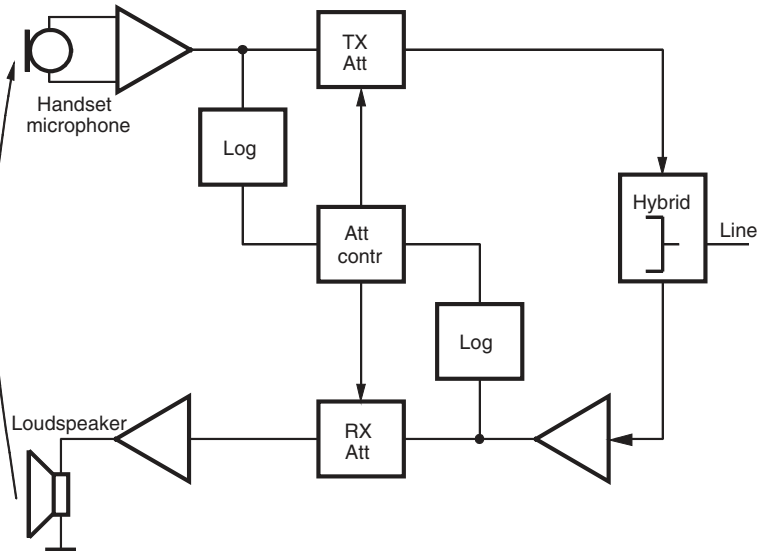 TX
Att
Handset
microphone
Log
Hybrid
Line
Att
contr
Log
Loudspeaker
RX
Att